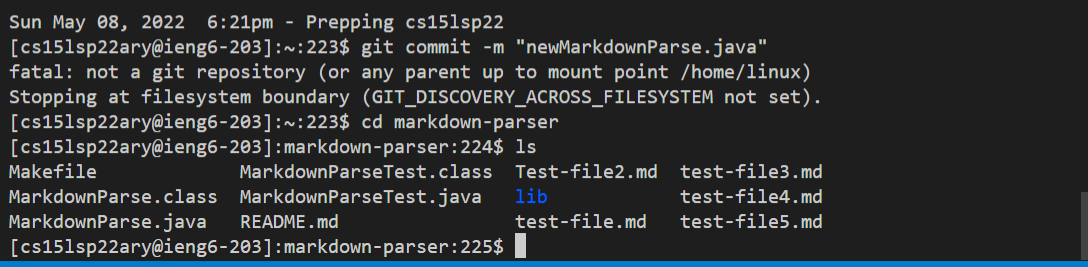 Sun May 08, 2022  6:21pm - Prepping cs15lsp22
[cs15lsp22ary@ieng6-203]:~:223$ git commit -m "newMarkdownParse.java"
fatal: not a git repository (or any parent up to mount point /home/linux)
Stopping at filesystem boundary (GIT_DISCOVERY_ACROSS_FILESYSTEM not set).
[cs15lsp22ary@ieng6-203]:~:223$ cd markdown-parser
[cs15lsp22ary@ieng6-203]:markdown-parser:224$ ls
Makefile             MarkdownParseTest.class  Test-file2.md  test-file3.md
MarkdownParse.class  MarkdownParseTest.java   lib            test-file4.md
MarkdownParse.java   README.md                test-file.md   test-file5.md
[cs15lsp22ary@ieng6-203]:markdown-parser:225$